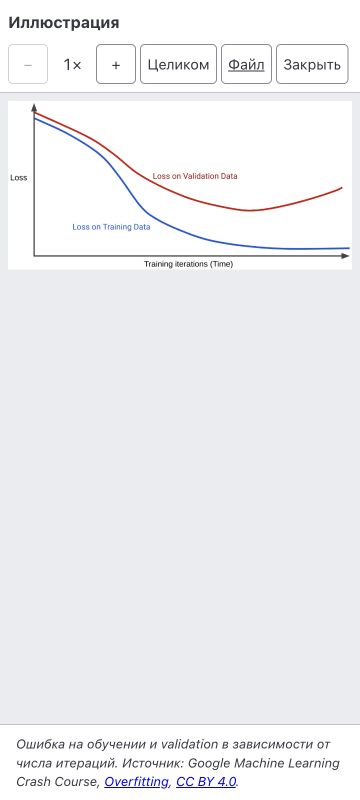 Иллюстрация
− 1× + Целиком Файл Закрыть
Loss on Validation Data
Loss
Loss on Training Data
Training iterations (Time)
Ошибка на обучении и validation в зависимости от
числа итераций. Источник: Google Machine Learning
Crash Course, Overfitting, CC BY 4.0.